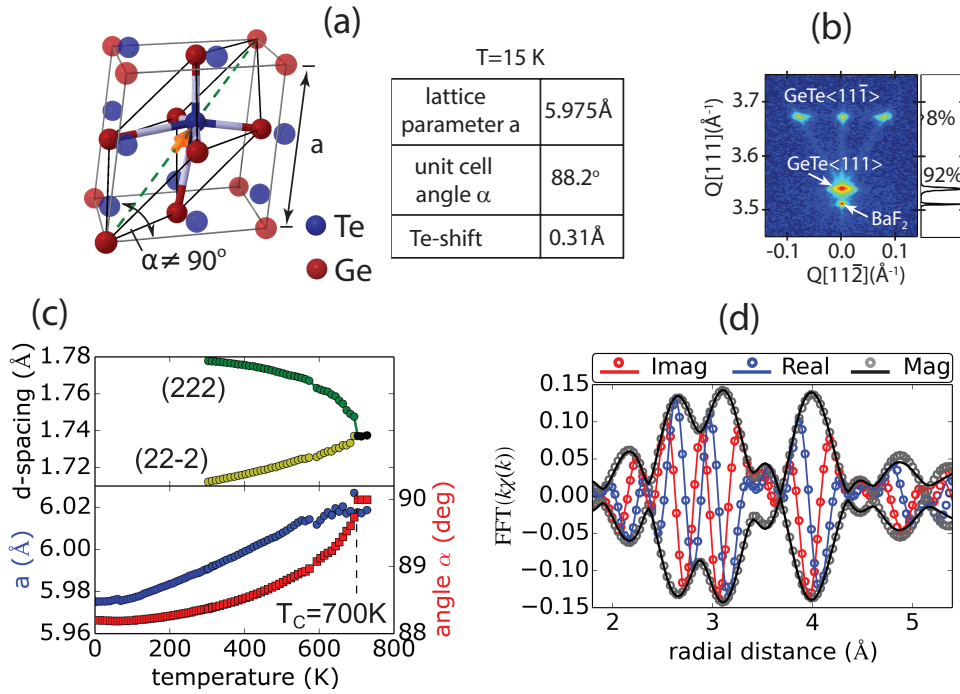 (a)
a
α≠ 90°
Te
Ge
T=15 K
lattice
parameter a
5.975Å
unit cell
angle α
88.2°
Te-shift
0.31Å
(b)
GeTe<111̅>
GeTe<111>
BaF₂
8%
92%
3.7
3.6
3.5
Q[111](Å⁻¹)
-0.1 0.0 0.1
Q[112̅](Å⁻¹)
(c)
1.78
1.76
1.74
1.72
d-spacing (Å)
(222)
(22-2)
6.02
6.00
5.98
5.96
a (Å)
90
89
88
angle α (deg)
T_C=700K
0 200 400 600 800
temperature (K)
(d)
Imag Real Mag
0.15
0.10
0.05
0.00
−0.05
−0.10
−0.15
FFT(kχ(k))
2 3 4 5
radial distance (Å)